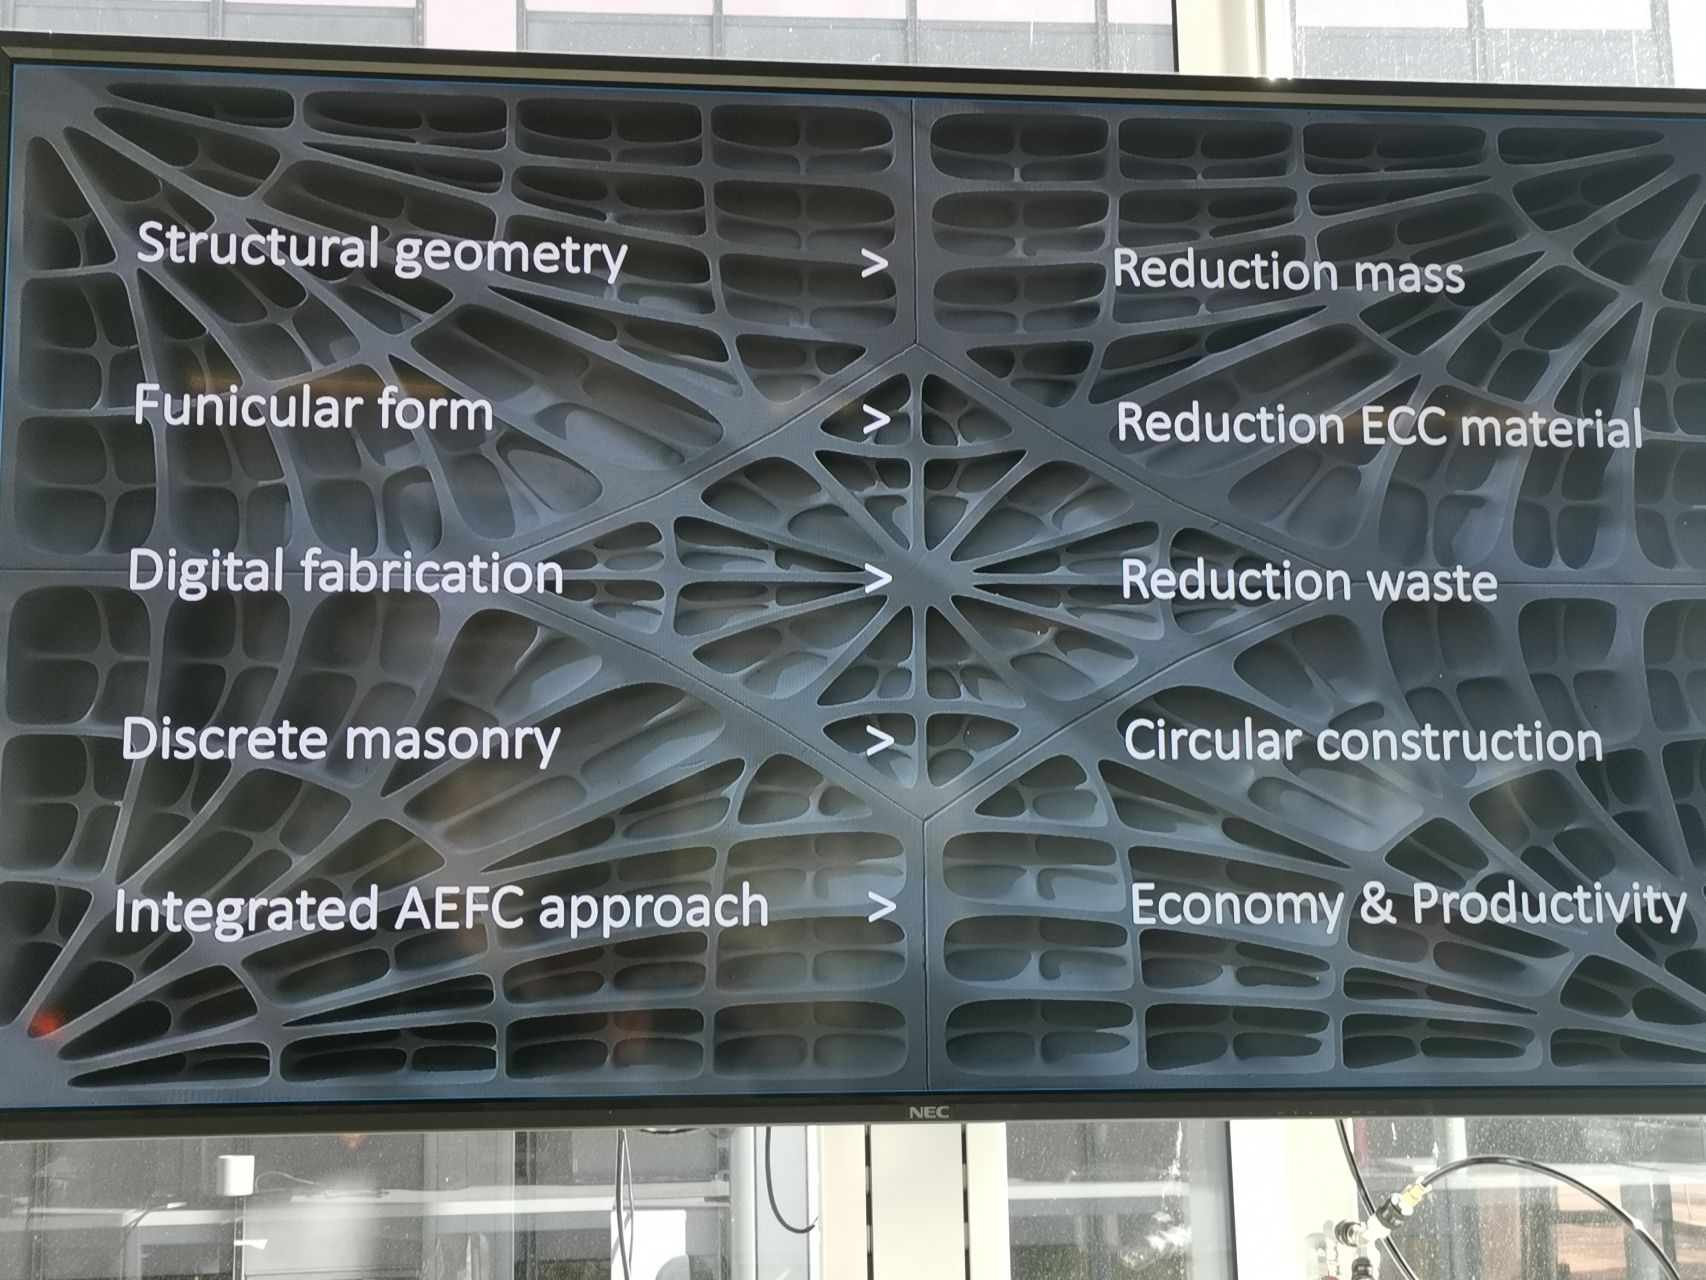 Structural geometry > Reduction mass
Funicular form > Reduction ECC material
Digital fabrication > Reduction waste
Discrete masonry > Circular construction
Integrated AEFC approach > Economy & Productivity
NEC